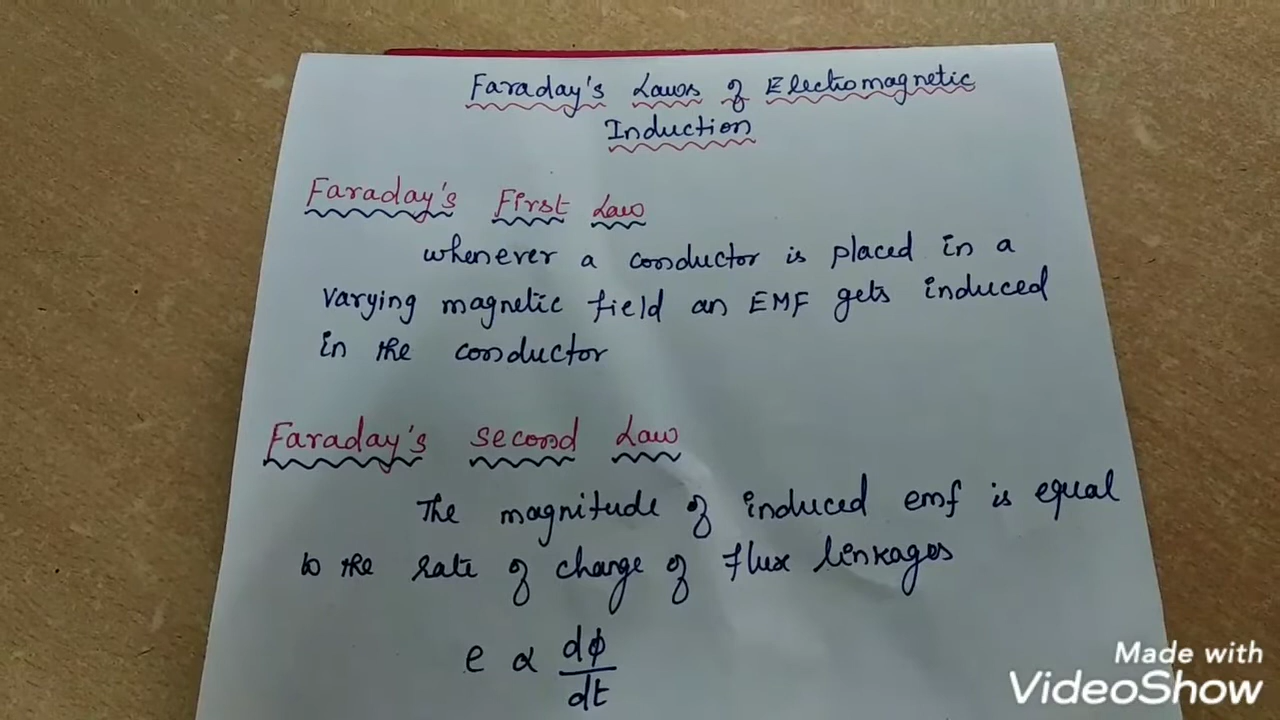 Faraday's Laws of Electromagnetic
Induction
Faraday's First Law
whenever a conductor is placed in a
varying magnetic field an EMF gets induced
in the conductor
Faraday's second Law
The magnitude of induced emf is equal
to the rate of change of flux linkages
e ∝ dϕ/dt
Made with
VideoShow